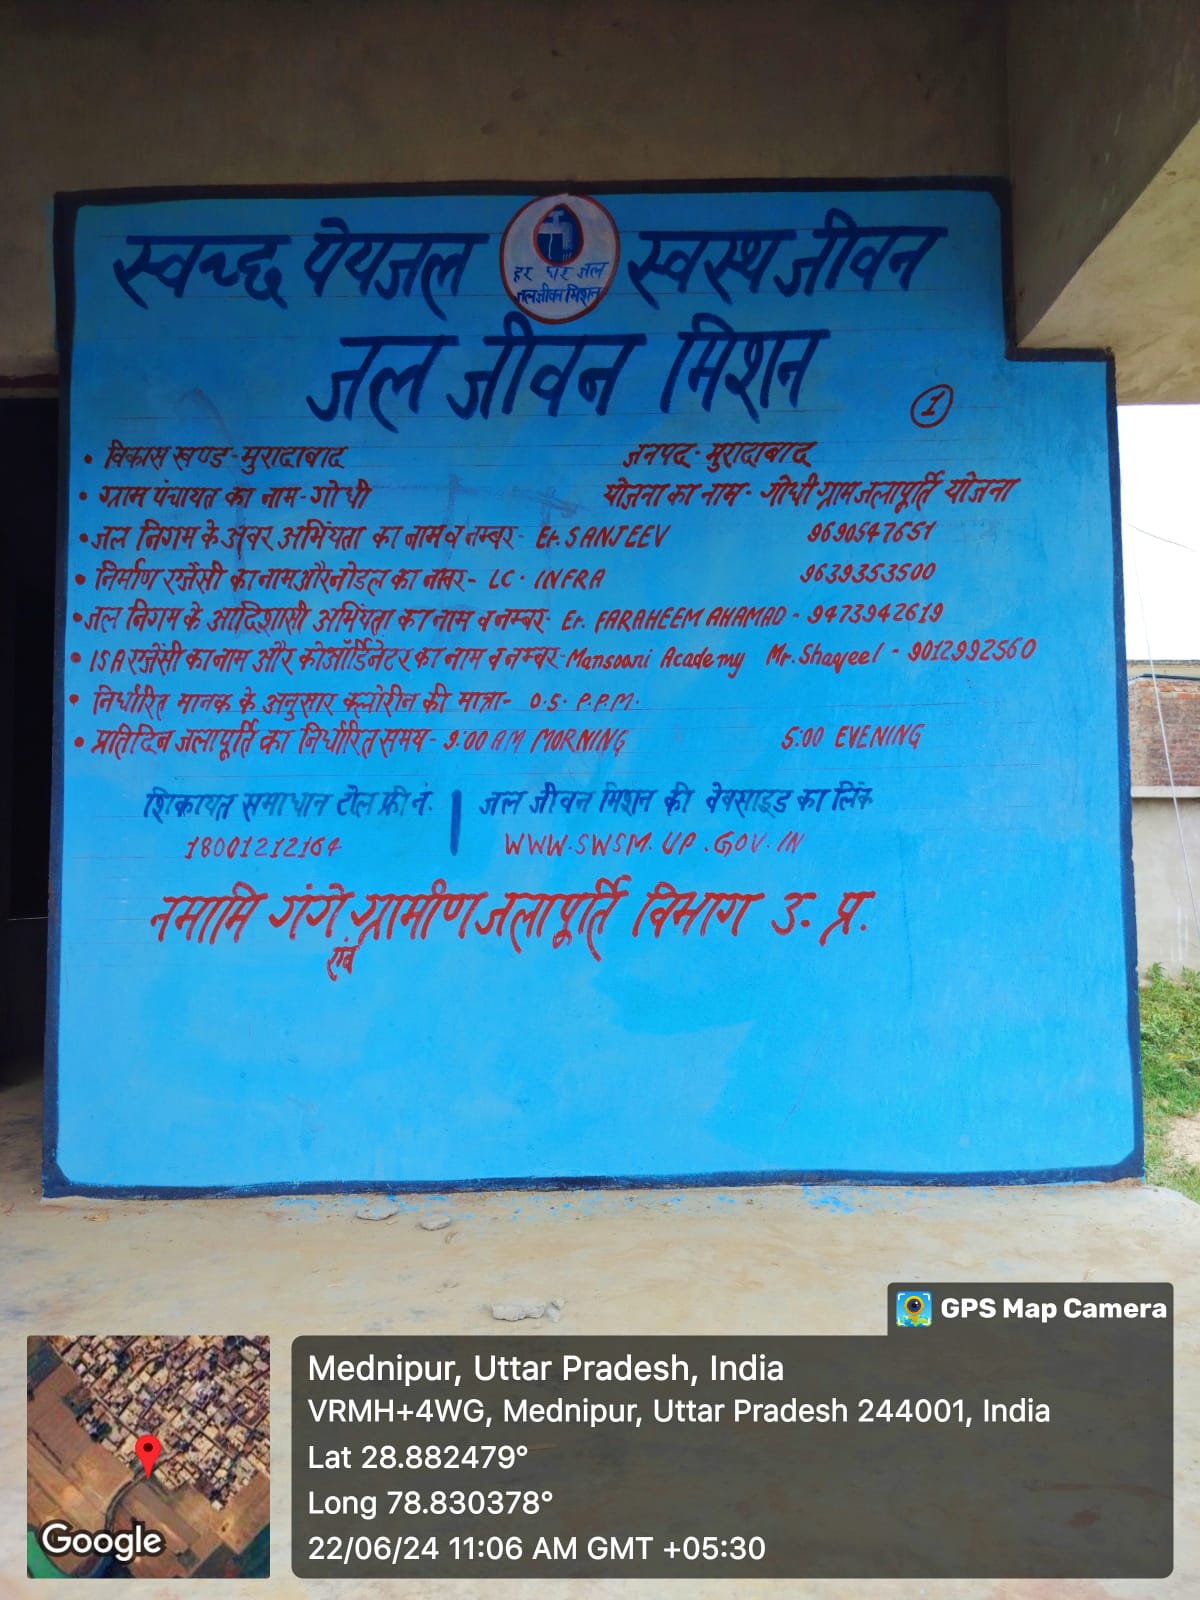 स्वच्छ पेयजल स्वस्थ जीवन
हर घर जल
जल जीवन मिशन
जल जीवन मिशन
1
• विकास खण्ड - मुरादाबाद जनपद - मुरादाबाद
• ग्राम पंचायत का नाम - गोधी योजना का नाम - गोधी ग्राम जलापूर्ति योजना
• जल निगम के अवर अभियंता का नाम व नम्बर - Er. SANJEEV 9690547651
• निर्माण एजेंसी का नाम और नोडल का नम्बर - LC. INFRA 9639353500
• जल निगम के आदिशासी अभियंता का नाम व नम्बर - Er. FARAHEEM AHAMAD - 9473942619
• ISA एजेंसी का नाम और कोऑर्डिनेटर का नाम व नम्बर - Mansoori Academy Mr. Shaqeel - 9012992560
• निर्धारित मानक के अनुसार क्लोरीन की मात्रा - 0.5. P.P.M.
• प्रतिदिन जलापूर्ति का निर्धारित समय - 9:00 A.M MORNING 5:00 EVENING
शिकायत समाधान टोल फ्री नं. | जल जीवन मिशन की वेबसाइड का लिंक
18001212164 WWW.SWSM.UP.GOV.IN
नमामि गंगे एंव ग्रामीण जलापूर्ति विभाग उ. प्र.
GPS Map Camera
Mednipur, Uttar Pradesh, India
VRMH+4WG, Mednipur, Uttar Pradesh 244001, India
Lat 28.882479°
Long 78.830378°
22/06/24 11:06 AM GMT +05:30
Google